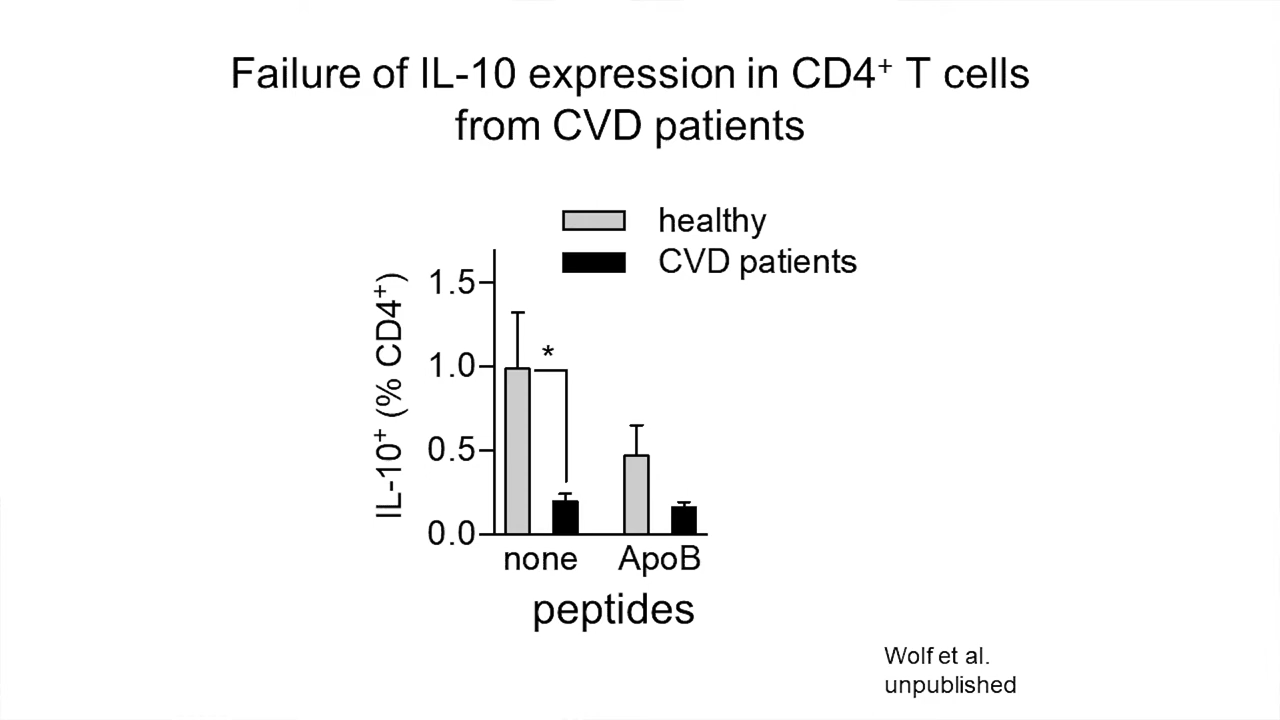 Failure of IL-10 expression in CD4⁺ T cells
from CVD patients
healthy
CVD patients
IL-10⁺ (% CD4⁺)
1.5
1.0
0.5
0.0
*
none ApoB
peptides
Wolf et al.
unpublished